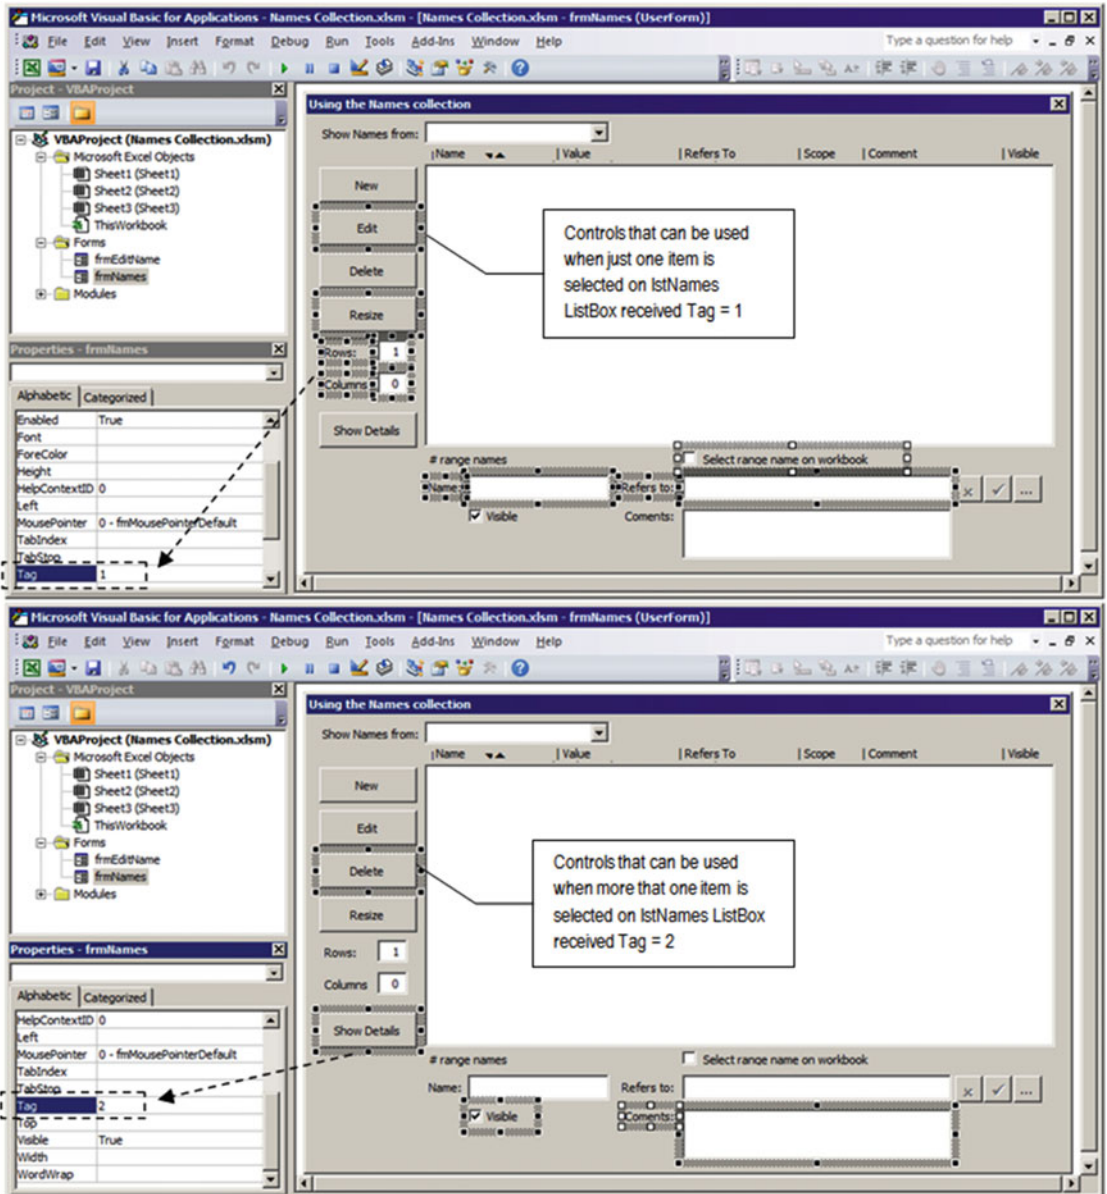 Microsoft Visual Basic for Applications - Names Collection.xlsm - [Names Collection.xlsm - frmNames (UserForm)]
File Edit View Insert Format Debug Run Tools Add-Ins Window Help Type a question for help
Project - VBAProject
VBAProject (Names Collection.xlsm)
Microsoft Excel Objects
Sheet1 (Sheet1)
Sheet2 (Sheet2)
Sheet3 (Sheet3)
ThisWorkbook
Forms
frmEditName
frmNames
Modules
Properties - frmNames
Alphabetic Categorized
Enabled True
Font
ForeColor
Height
HelpContextID 0
Left
MousePointer 0 - fmMousePointerDefault
TabIndex
TabStop
Tag 1
Using the Names collection
Show Names from:
Name | Value | Refers To | Scope | Comment | Visible
New
Edit
Delete
Resize
Rows: 1
Columns 0
Show Details
Controls that can be used
when just one item is
selected on lstNames
ListBox received Tag = 1
# range names Select range name on workbook
Name: Refers to: ...
Visible Coments:
Microsoft Visual Basic for Applications - Names Collection.xlsm - [Names Collection.xlsm - frmNames (UserForm)]
File Edit View Insert Format Debug Run Tools Add-Ins Window Help Type a question for help
Project - VBAProject
VBAProject (Names Collection.xlsm)
Microsoft Excel Objects
Sheet1 (Sheet1)
Sheet2 (Sheet2)
Sheet3 (Sheet3)
ThisWorkbook
Forms
frmEditName
frmNames
Modules
Properties - frmNames
Alphabetic Categorized
HelpContextID 0
Left
MousePointer 0 - fmMousePointerDefault
TabIndex
TabStop
Tag 2
Top
Visible True
Width
WordWrap
Using the Names collection
Show Names from:
Name | Value | Refers To | Scope | Comment | Visible
New
Edit
Delete
Resize
Rows: 1
Columns 0
Show Details
Controls that can be used
when more that one item is
selected on lstNames ListBox
received Tag = 2
# range names Select range name on workbook
Name: Refers to: ...
Visible Coments: